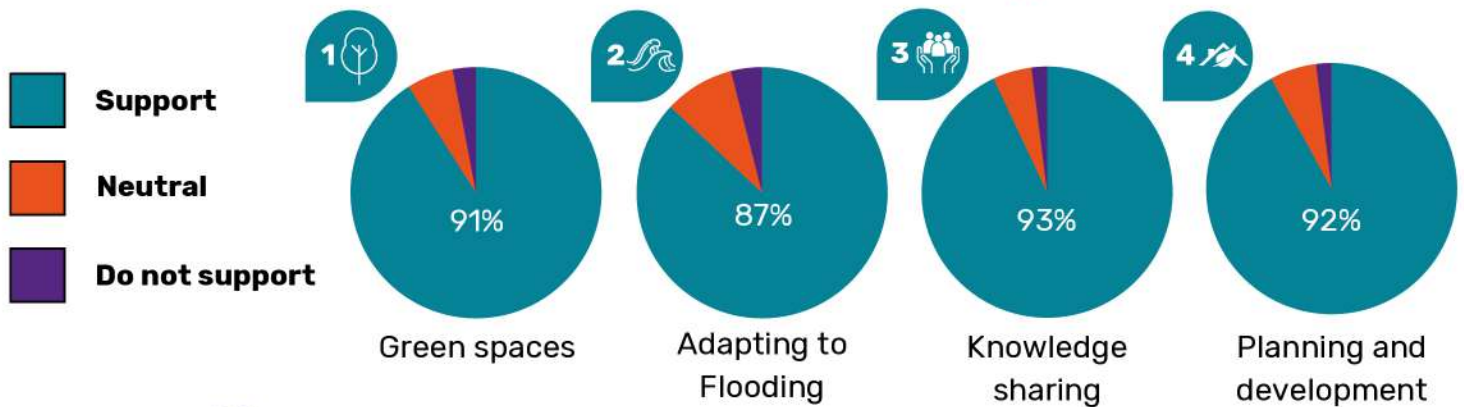 1
2
3
4
Support
Neutral
Do not support
91%
87%
93%
92%
Green spaces
Adapting to
Flooding
Knowledge
sharing
Planning and
development